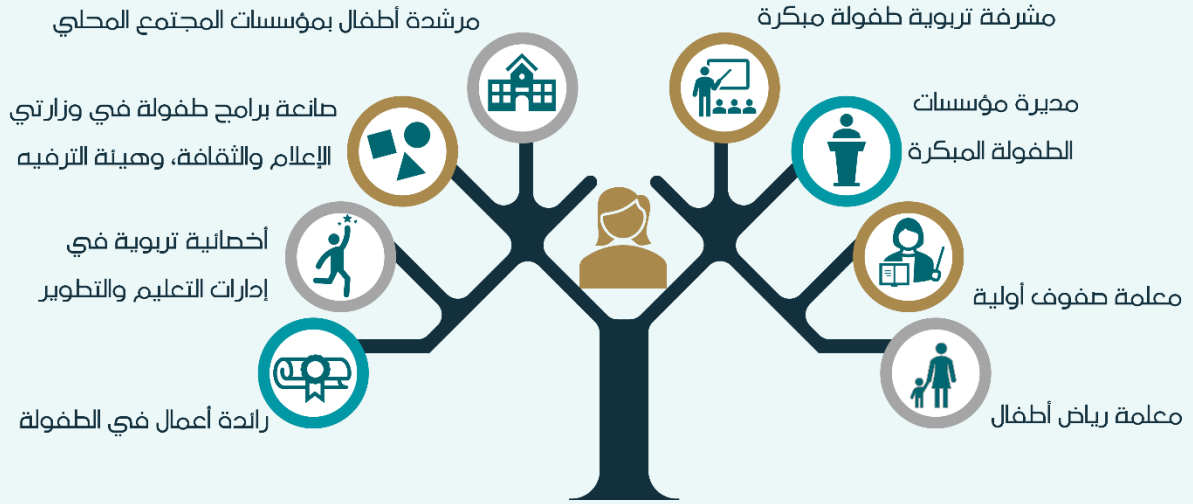 مشرفة تربوية طفولة مبكرة
مديرة مؤسسات
الطفولة المبكرة
معلمة صفوف أولية
معلمة رياض أطفال
مرشدة أطفال بمؤسسات المجتمع المحلي
صانعة برامج طفولة في وزارتي
الإعلام والثقافة، وهيئة الترفيه
أخصائية تربوية في
إدارات التعليم والتطوير
رائدة أعمال في الطفولة